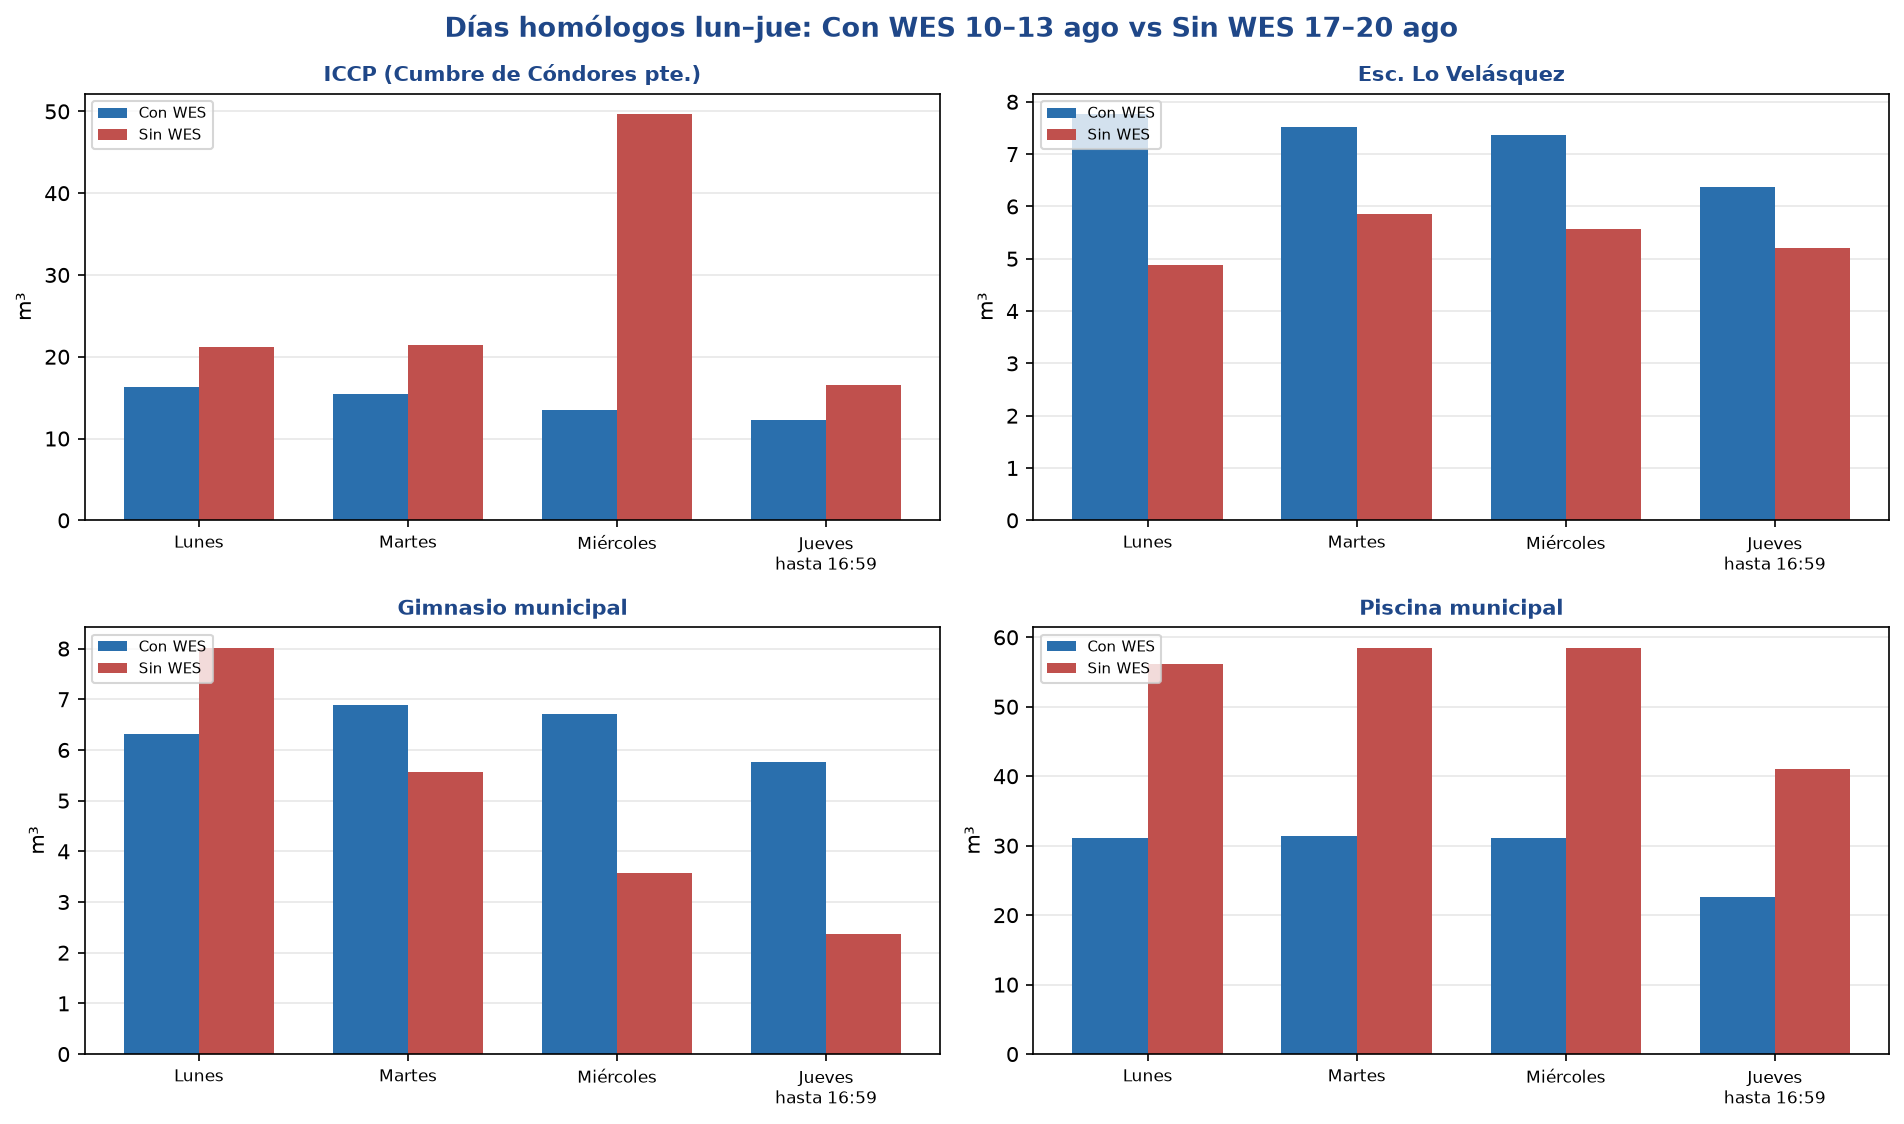 Días homólogos lun–jue: Con WES 10–13 ago vs Sin WES 17–20 ago
ICCP (Cumbre de Cóndores pte.)
Con WES
Sin WES
50
40
30
20
10
0
m³
Lunes
Martes
Miércoles
Jueves
hasta 16:59
Esc. Lo Velásquez
Con WES
Sin WES
8
7
6
5
4
3
2
1
0
m³
Lunes
Martes
Miércoles
Jueves
hasta 16:59
Gimnasio municipal
Con WES
Sin WES
8
7
6
5
4
3
2
1
0
m³
Lunes
Martes
Miércoles
Jueves
hasta 16:59
Piscina municipal
Con WES
Sin WES
60
50
40
30
20
10
0
m³
Lunes
Martes
Miércoles
Jueves
hasta 16:59